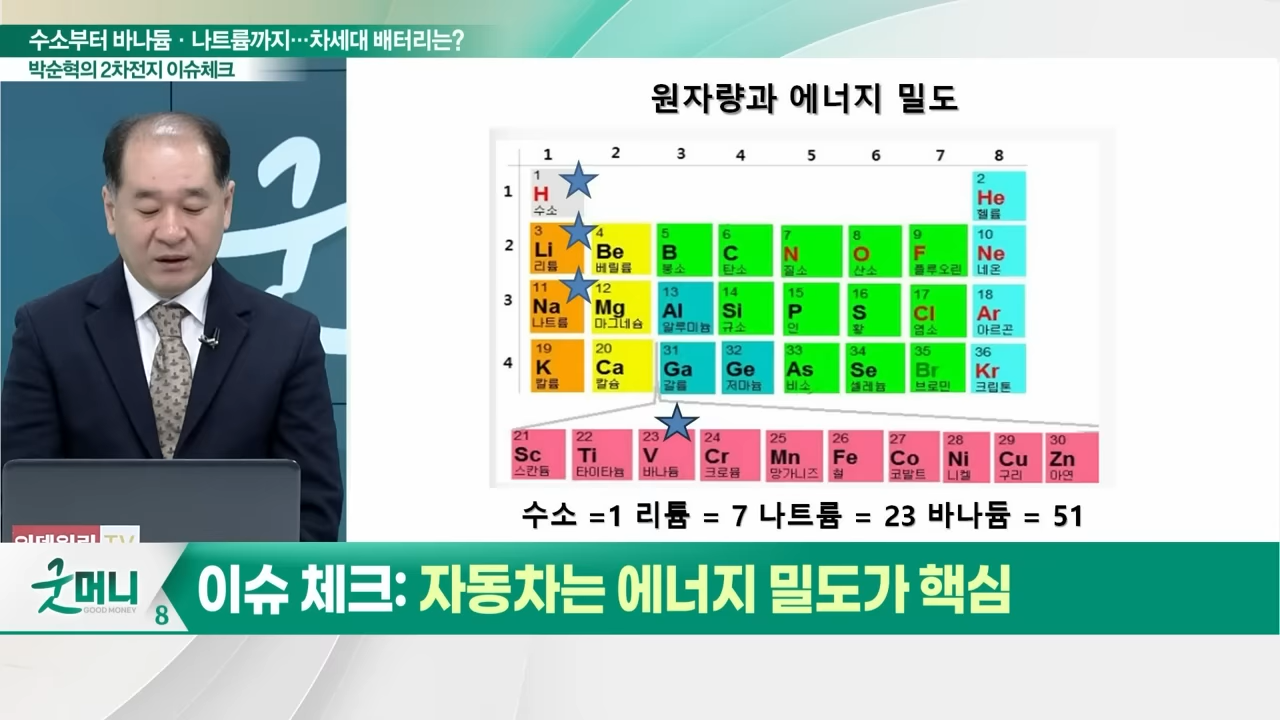 수소부터 바나듐·나트륨까…차세대 배터리는?
박순혁의 2차전지 이슈체크
원자량과 에너지 밀도
1 2 3 4 5 6 7 8
1
1 2
H He
수소 헬륨
2
3 4 5 6 7 8 9 10
Li Be B C N O F Ne
리튬 베릴륨 붕소 탄소 질소 산소 플루오린 네온
3
11 12 13 14 15 16 17 18
Na Mg Al Si P S Cl Ar
나트륨 마그네슘 알루미늄 규소 인 황 염소 아르곤
4
19 20 31 32 33 34 35 36
K Ca Ga Ge As Se Br Kr
칼륨 칼슘 갈륨 저마늄 비소 셀레늄 브로민 크립톤
21 22 23 24 25 26 27 28 29 30
Sc Ti V Cr Mn Fe Co Ni Cu Zn
스칸듐 타이타늄 바나듐 크로뮴 망가니즈 철 코발트 니켈 구리 아연
수소 =1 리튬 = 7 나트륨 = 23 바나듐 = 51
TV
굿머니
GOOD MONEY
8
이슈 체크: 자동차는 에너지 밀도가 핵심